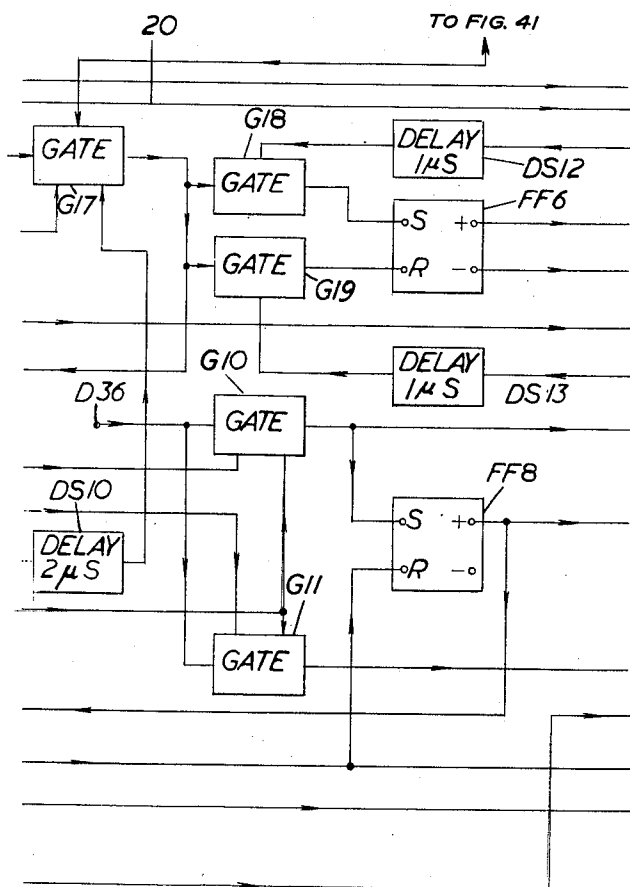 20
TO FIG. 41
G18
GATE
G17
GATE
DELAY
1μS
DS12
FF6
S +
R -
GATE
G19
G10
DELAY
1μS
DS13
D36
GATE
DS10
DELAY
2μS
FF8
S +
R -
G11
GATE